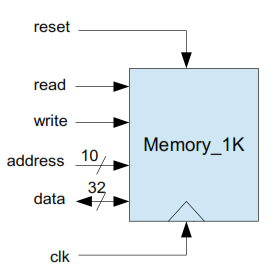 reset
read
write
Memory_1K
address 10
data 32
clk